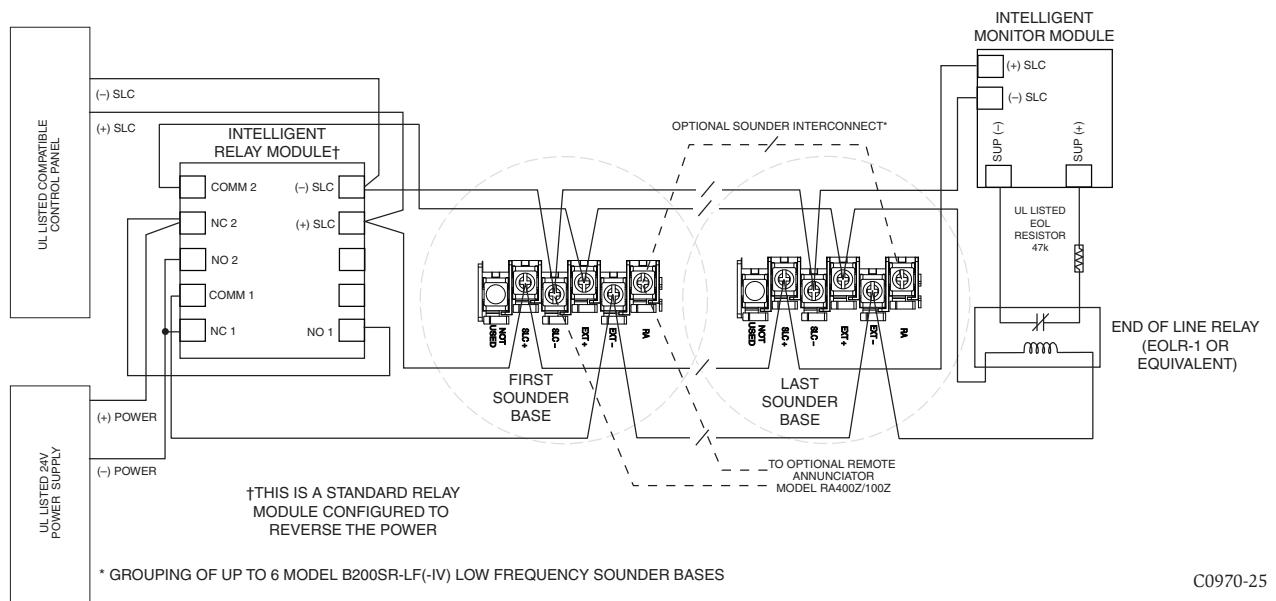 INTELLIGENT
MONITOR MODULE
(+) SLC
(–) SLC
SUP (–)
SUP (+)
UL LISTED
EOL
RESISTOR
47k
END OF LINE RELAY
(EOLR-1 OR
EQUIVALENT)
UL LISTED COMPATIBLE
CONTROL PANEL
(–) SLC
(+) SLC
INTELLIGENT
RELAY MODULE†
COMM 2
(–) SLC
NC 2
(+) SLC
NO 2
COMM 1
NC 1
NO 1
OPTIONAL SOUNDER INTERCONNECT*
NOT
USED
SLC +
SLC –
EXT +
EXT –
RA
FIRST
SOUNDER
BASE
NOT
USED
SLC +
SLC –
EXT +
EXT –
RA
LAST
SOUNDER
BASE
UL LISTED 24V
POWER SUPPLY
(+) POWER
(–) POWER
TO OPTIONAL REMOTE
ANNUNCIATOR
MODEL RA400Z/100Z
†THIS IS A STANDARD RELAY
MODULE CONFIGURED TO
REVERSE THE POWER
* GROUPING OF UP TO 6 MODEL B200SR-LF(-IV) LOW FREQUENCY SOUNDER BASES
C0970-25